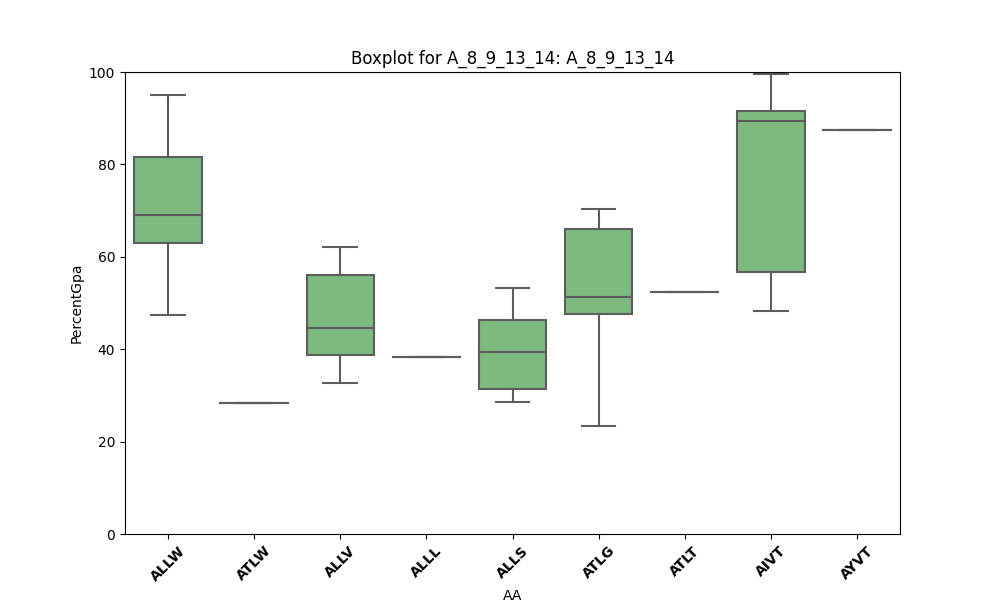 Boxplot for A_8_9_13_14: A_8_9_13_14
PercentGpa
100
80
60
40
20
0
ALLW ATLW ALLV ALLL ALLS ATLG ATLT AIVT AYVT
AA